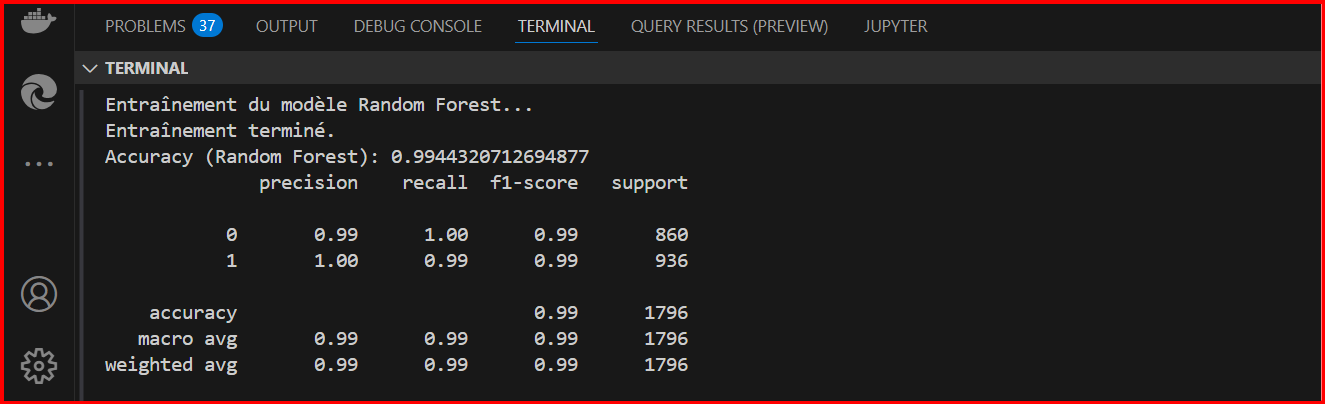 PROBLEMS 37 OUTPUT DEBUG CONSOLE TERMINAL QUERY RESULTS (PREVIEW) JUPYTER
TERMINAL
Entraînement du modèle Random Forest...
Entraînement terminé.
Accuracy (Random Forest): 0.9944320712694877
precision recall f1-score support
0 0.99 1.00 0.99 860
1 1.00 0.99 0.99 936
accuracy 0.99 1796
macro avg 0.99 0.99 0.99 1796
weighted avg 0.99 0.99 0.99 1796